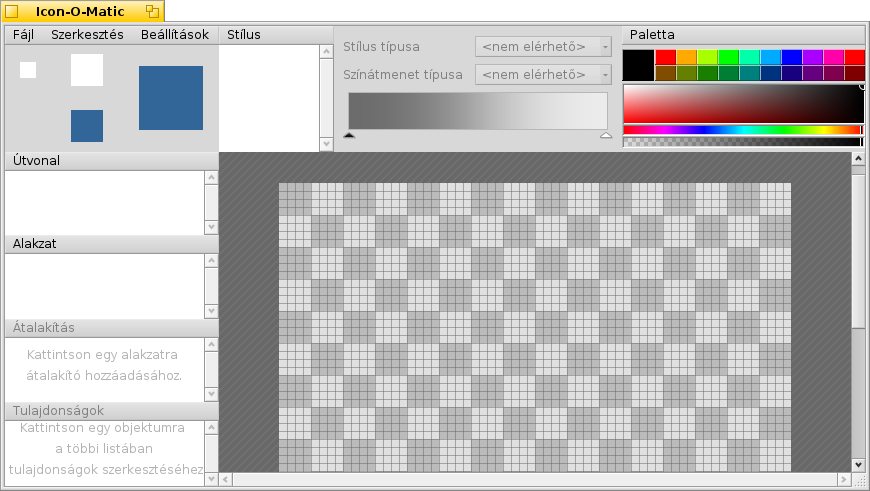 Icon-O-Matic
Fájl Szerkesztés Beállítások
Stílus
Stílus típusa
<nem elérhető>
Színátmenet típusa
<nem elérhető>
Paletta
Útvonal
Alakzat
Átalakítás
Kattintson egy alakzatra
átalakító hozzáadásához.
Tulajdonságok
Kattintson egy objektumra
a többi listában
tulajdonságok szerkesztéséhez